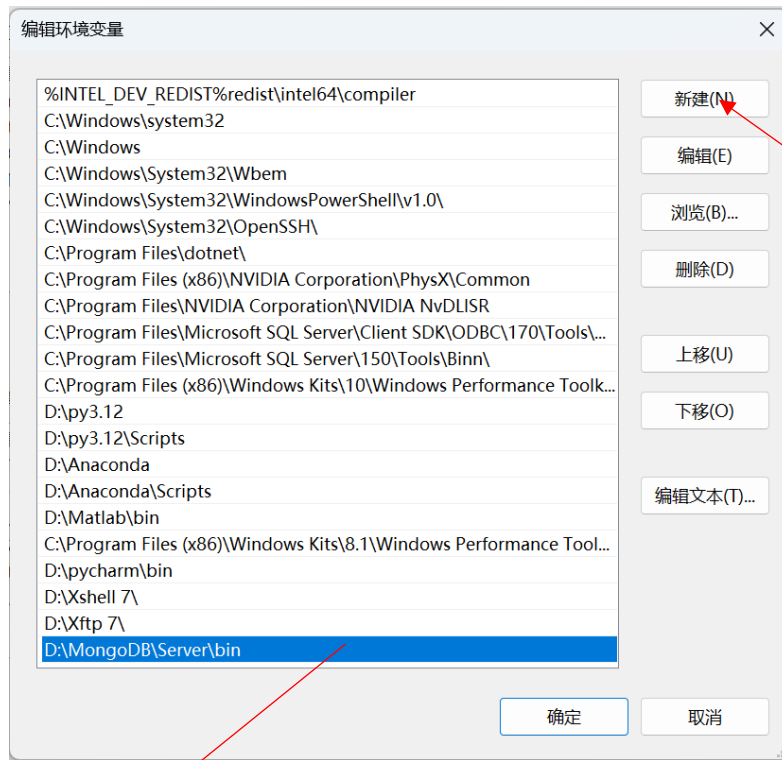 编辑环境变量
%INTEL_DEV_REDIST%redist\intel64\compiler
C:\Windows\system32
C:\Windows
C:\Windows\System32\Wbem
C:\Windows\System32\WindowsPowerShell\v1.0\
C:\Windows\System32\OpenSSH\
C:\Program Files\dotnet\
C:\Program Files (x86)\NVIDIA Corporation\PhysX\Common
C:\Program Files\NVIDIA Corporation\NVIDIA NvDLISR
C:\Program Files\Microsoft SQL Server\Client SDK\ODBC\170\Tools\...
C:\Program Files\Microsoft SQL Server\150\Tools\Binn\
C:\Program Files (x86)\Windows Kits\10\Windows Performance Toolk...
D:\py3.12
D:\py3.12\Scripts
D:\Anaconda
D:\Anaconda\Scripts
D:\Matlab\bin
C:\Program Files (x86)\Windows Kits\8.1\Windows Performance Tool...
D:\pycharm\bin
D:\Xshell 7\
D:\Xftp 7\
D:\MongoDB\Server\bin
新建(N)
编辑(E)
浏览(B)...
删除(D)
上移(U)
下移(O)
编辑文本(T)...
确定
取消